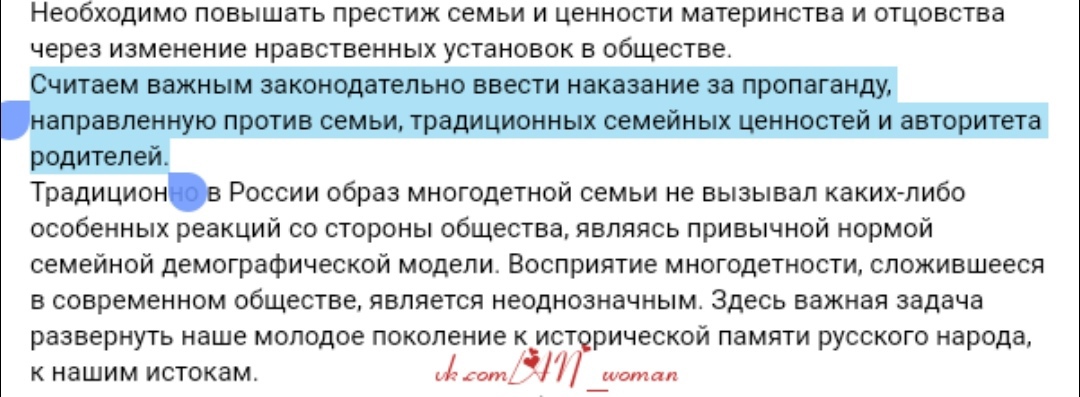 Необходимо повышать престиж семьи и ценности материнства и отцовства
через изменение нравственных установок в обществе.
Считаем важным законодательно ввести наказание за пропаганду,
направленную против семьи, традиционных семейных ценностей и авторитета
родителей.
Традиционно в России образ многодетной семьи не вызывал каких-либо
особенных реакций со стороны общества, являясь привычной нормой
семейной демографической модели. Восприятие многодетности, сложившееся
в современном обществе, является неоднозначным. Здесь важная задача
развернуть наше молодое поколение к исторической памяти русского народа,
к нашим истокам.
vk.com/AN_woman